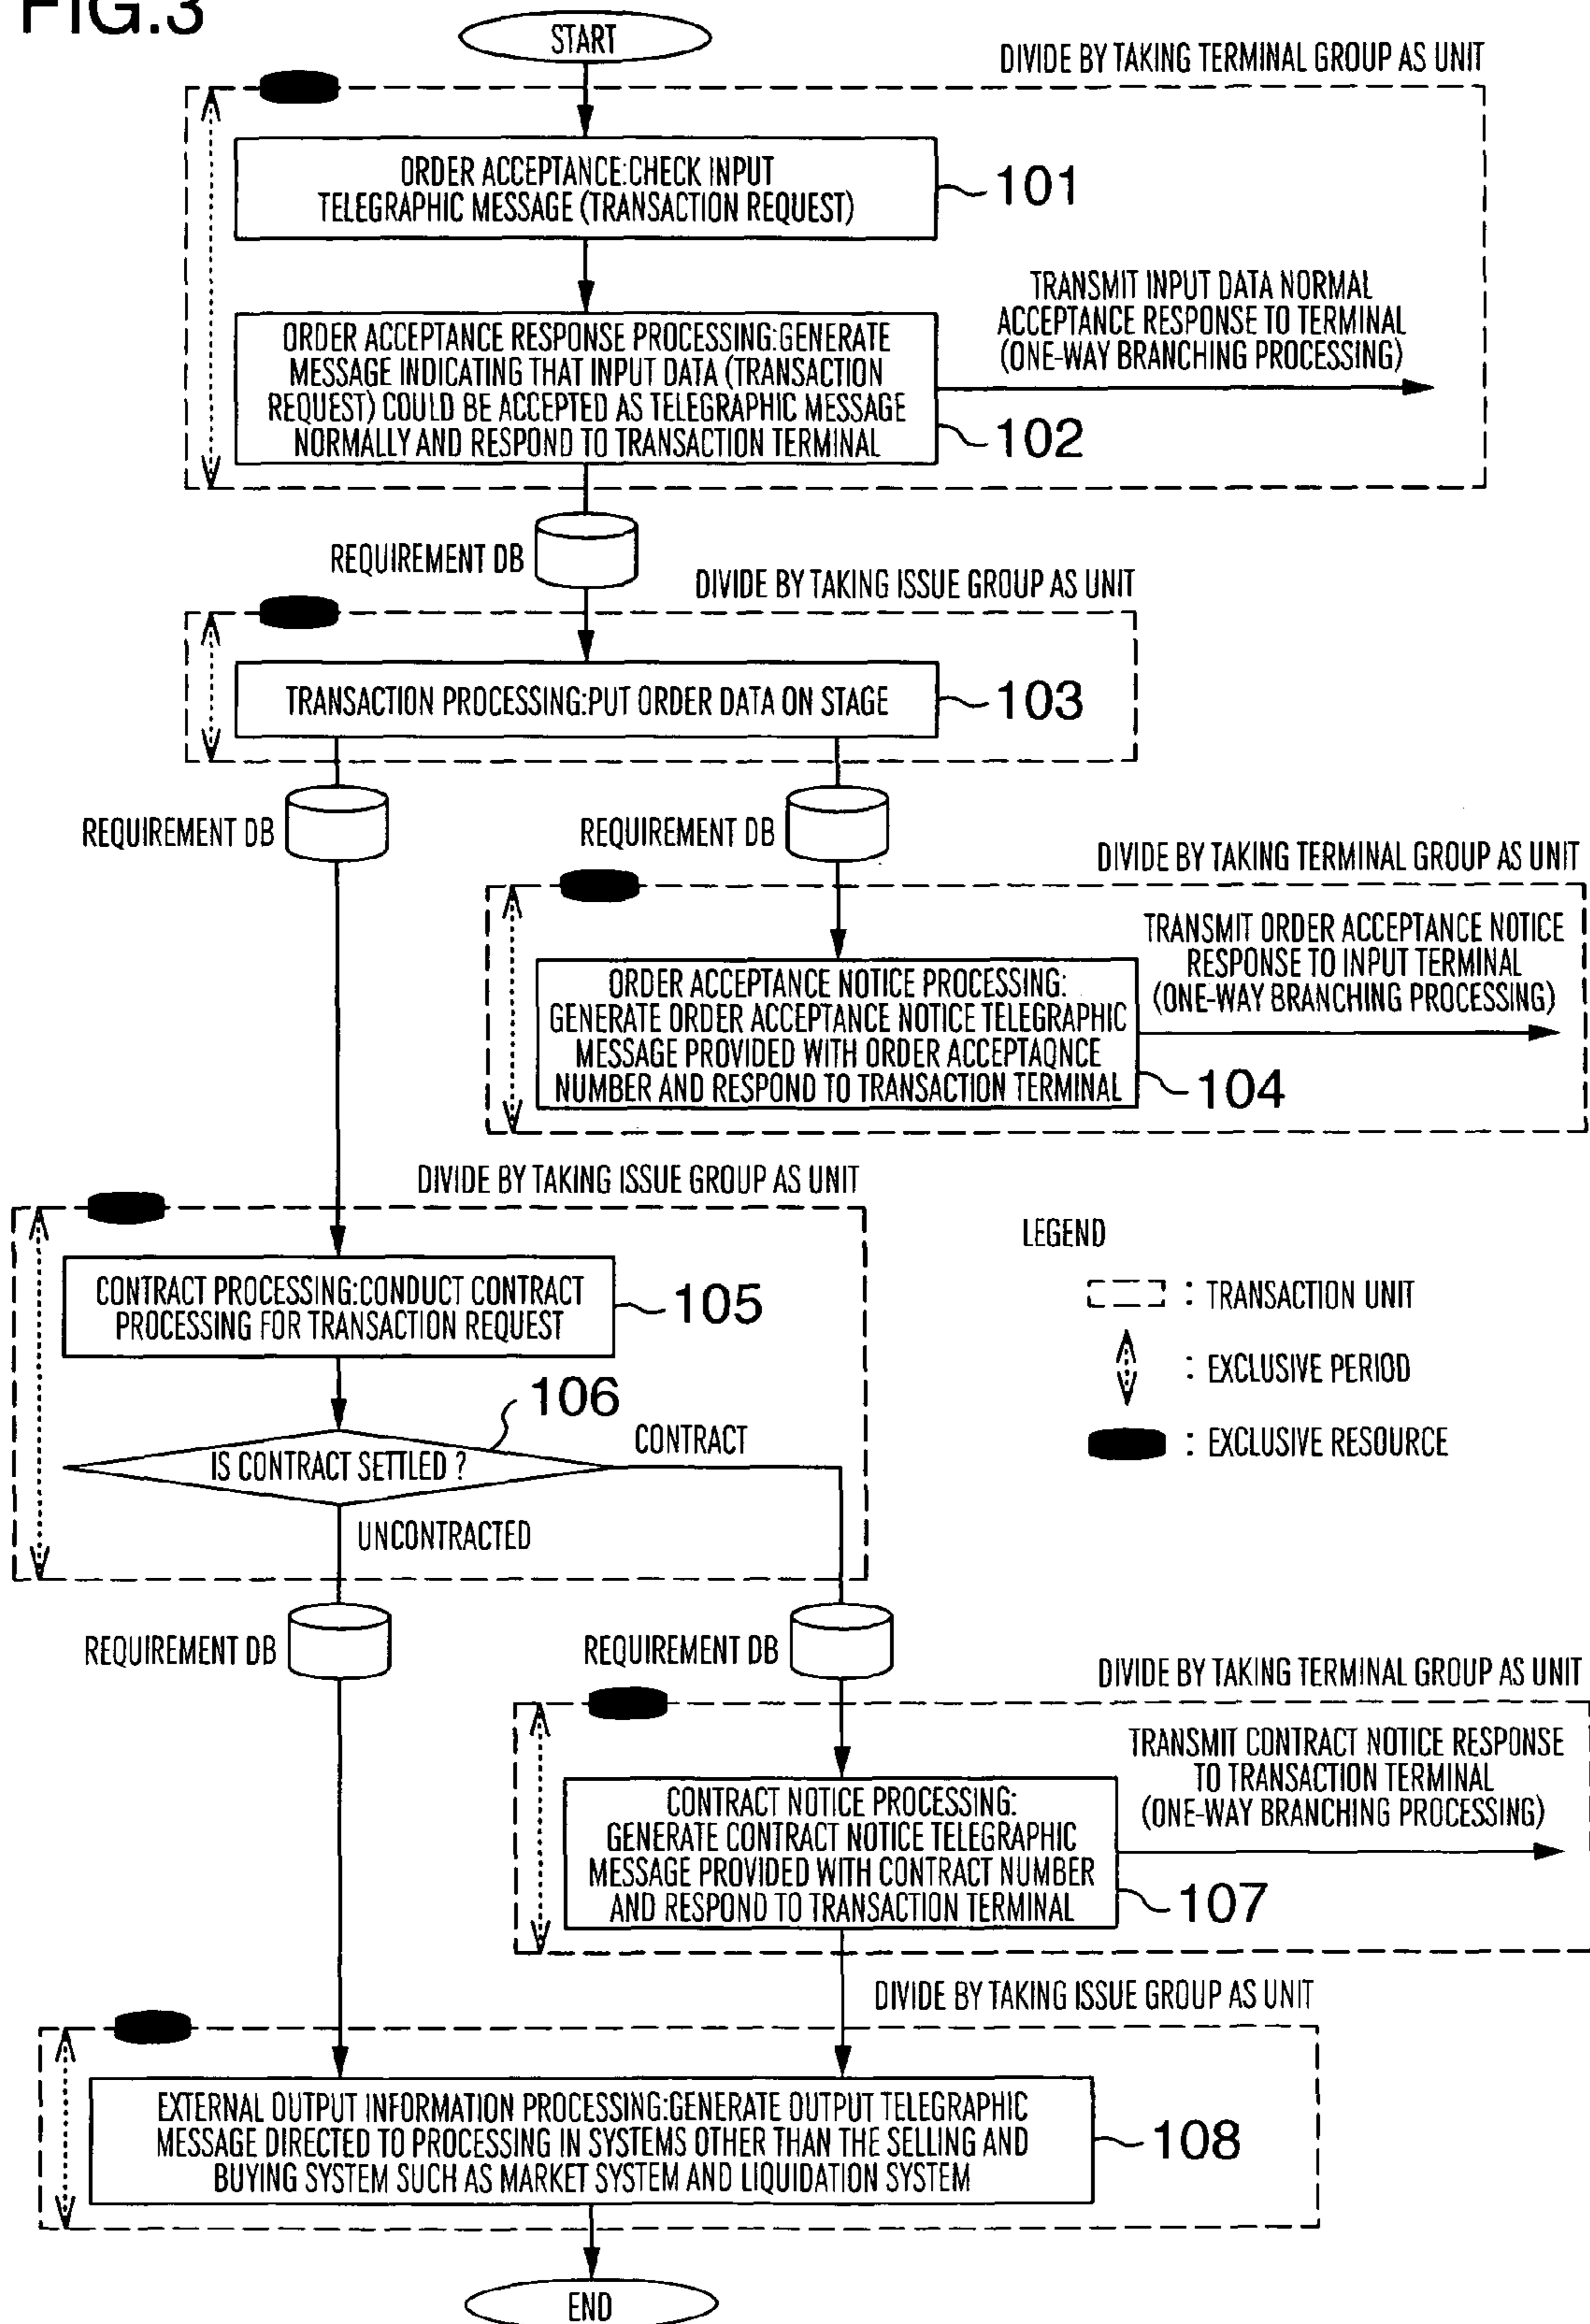 FIG.3
START
DIVIDE BY TAKING TERMINAL GROUP AS UNIT
ORDER ACCEPTANCE:CHECK INPUT
TELEGRAPHIC MESSAGE (TRANSACTION REQUEST)
101
TRANSMIT INPUT DATA NORMAL
ACCEPTANCE RESPONSE TO TERMINAL
(ONE-WAY BRANCHING PROCESSING)
ORDER ACCEPTANCE RESPONSE PROCESSING:GENERATE
MESSAGE INDICATING THAT INPUT DATA (TRANSACTION
REQUEST) COULD BE ACCEPTED AS TELEGRAPHIC MESSAGE
NORMALLY AND RESPOND TO TRANSACTION TERMINAL
102
REQUIREMENT DB
DIVIDE BY TAKING ISSUE GROUP AS UNIT
TRANSACTION PROCESSING:PUT ORDER DATA ON STAGE
103
REQUIREMENT DB
REQUIREMENT DB
DIVIDE BY TAKING TERMINAL GROUP AS UNIT
TRANSMIT ORDER ACCEPTANCE NOTICE
RESPONSE TO INPUT TERMINAL
(ONE-WAY BRANCHING PROCESSING)
ORDER ACCEPTANCE NOTICE PROCESSING:
GENERATE ORDER ACCEPTANCE NOTICE TELEGRAPHIC
MESSAGE PROVIDED WITH ORDER ACCEPTAQNCE
NUMBER AND RESPOND TO TRANSACTION TERMINAL
104
DIVIDE BY TAKING ISSUE GROUP AS UNIT
CONTRACT PROCESSING:CONDUCT CONTRACT
PROCESSING FOR TRANSACTION REQUEST
105
106
IS CONTRACT SETTLED ?
CONTRACT
UNCONTRACTED
LEGEND
: TRANSACTION UNIT
: EXCLUSIVE PERIOD
: EXCLUSIVE RESOURCE
REQUIREMENT DB
REQUIREMENT DB
DIVIDE BY TAKING TERMINAL GROUP AS UNIT
TRANSMIT CONTRACT NOTICE RESPONSE
TO TRANSACTION TERMINAL
(ONE-WAY BRANCHING PROCESSING)
CONTRACT NOTICE PROCESSING:
GENERATE CONTRACT NOTICE TELEGRAPHIC
MESSAGE PROVIDED WITH CONTRACT NUMBER
AND RESPOND TO TRANSACTION TERMINAL
107
DIVIDE BY TAKING ISSUE GROUP AS UNIT
EXTERNAL OUTPUT INFORMATION PROCESSING:GENERATE OUTPUT TELEGRAPHIC
MESSAGE DIRECTED TO PROCESSING IN SYSTEMS OTHER THAN THE SELLING AND
BUYING SYSTEM SUCH AS MARKET SYSTEM AND LIQUIDATION SYSTEM
108
END